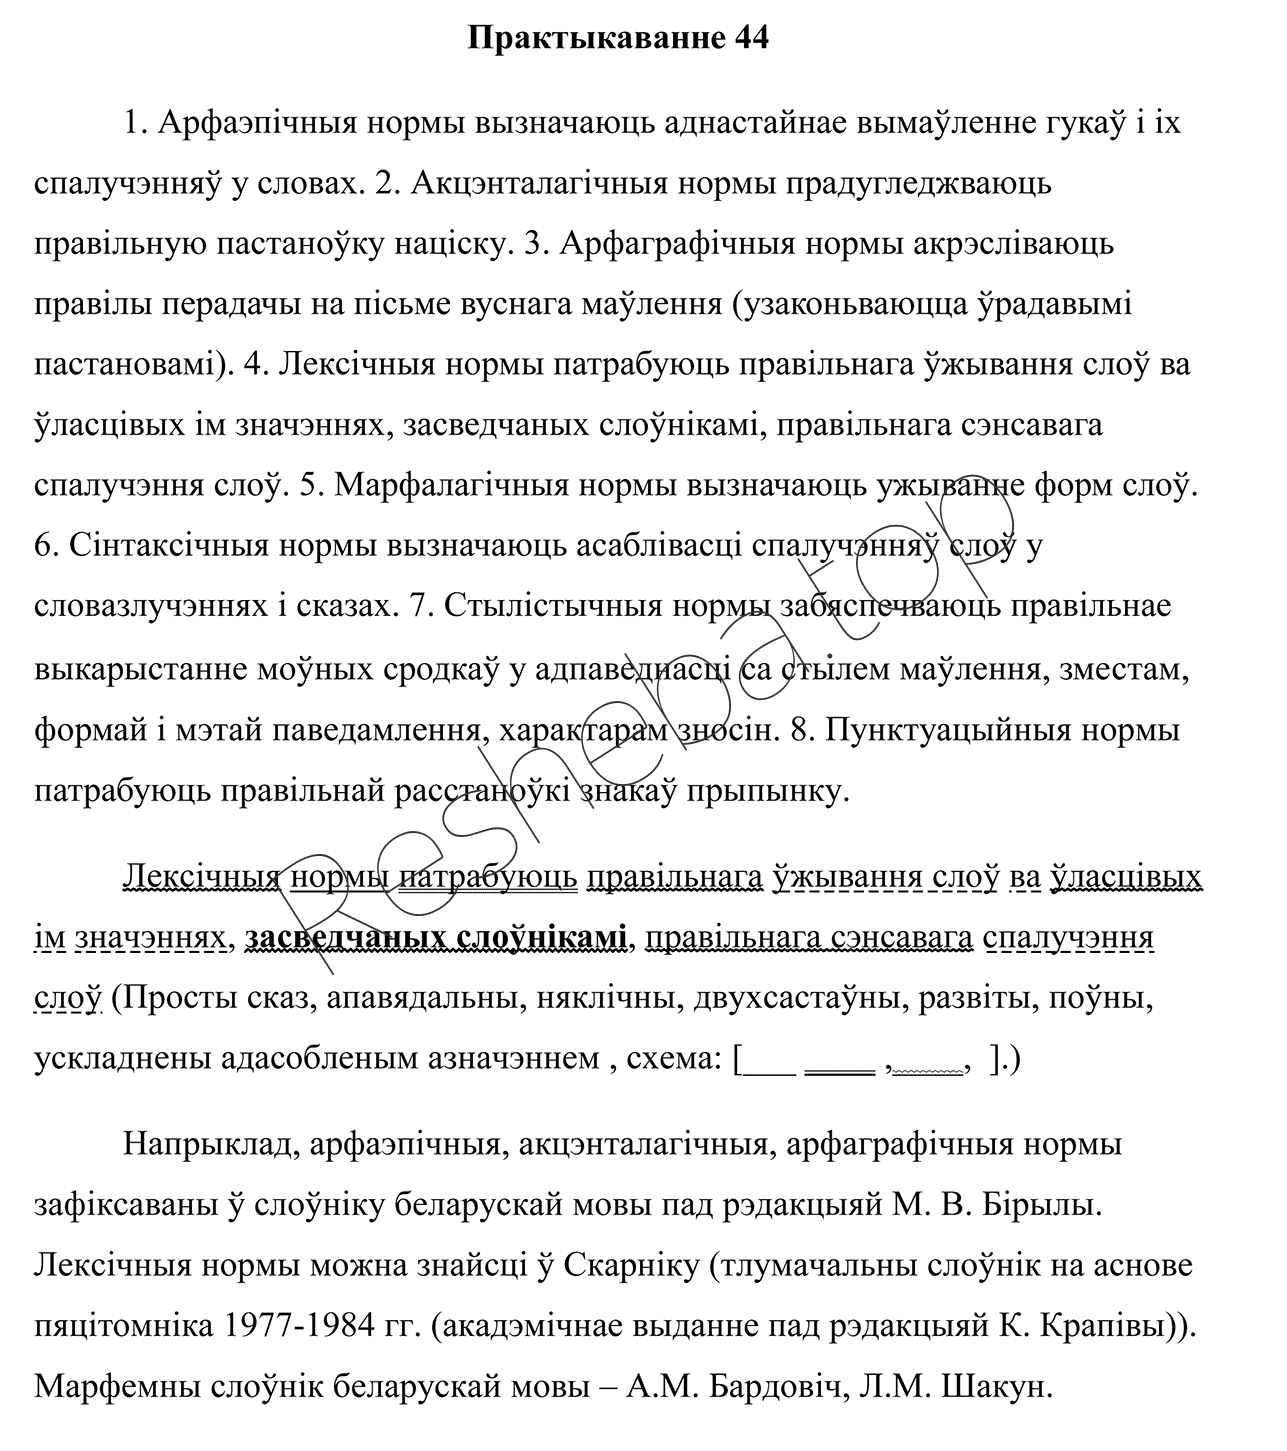 Практыкаванне 44
1. Арфаэпічныя нормы вызначаюць аднастайнае вымаўленне гукаў і іх
спалучэнняў у словах. 2. Акцэнталагічныя нормы прадугледжваюць
правільную пастаноўку націску. 3. Арфаграфічныя нормы акрэсліваюць
правілы перадачы на пісьме вуснага маўлення (узаконьваюцца ўрадавымі
пастановамі). 4. Лексічныя нормы патрабуюць правільнага ўжывання слоў ва
ўласцівых ім значэннях, засведчаных слоўнікамі, правільнага сэнсавага
спалучэння слоў. 5. Марфалагічныя нормы вызначаюць ужыванне форм слоў.
6. Сінтаксічныя нормы вызначаюць асаблівасці спалучэнняў слоў у
словазлучэннях і сказах. 7. Стылістычныя нормы забяспечваюць правільнае
выкарыстанне моўных сродкаў у адпаведнасці са стылем маўлення, зместам,
формай і мэтай паведамлення, характарам зносін. 8. Пунктуацыйныя нормы
патрабуюць правільнай расстаноўкі знакаў прыпынку.
Лексічныя нормы патрабуюць правільнага ўжывання слоў ва ўласцівых
ім значэннях, засведчаных слоўнікамі, правільнага сэнсавага спалучэння
слоў (Просты сказ, апавядальны, няклічны, двухсастаўны, развіты, поўны,
ускладнены адасобленым азначэннем , схема: [___ ____ ,____, ].)
Напрыклад, арфаэпічныя, акцэнталагічныя, арфаграфічныя нормы
зафіксаваны ў слоўніку беларускай мовы пад рэдакцыяй М. В. Бірылы.
Лексічныя нормы можна знайсці ў Скарніку (тлумачальны слоўнік на аснове
пяцітомніка 1977-1984 гг. (акадэмічнае выданне пад рэдакцыяй К. Крапівы)).
Марфемны слоўнік беларускай мовы – А.М. Бардовіч, Л.М. Шакун.
Resheba.top